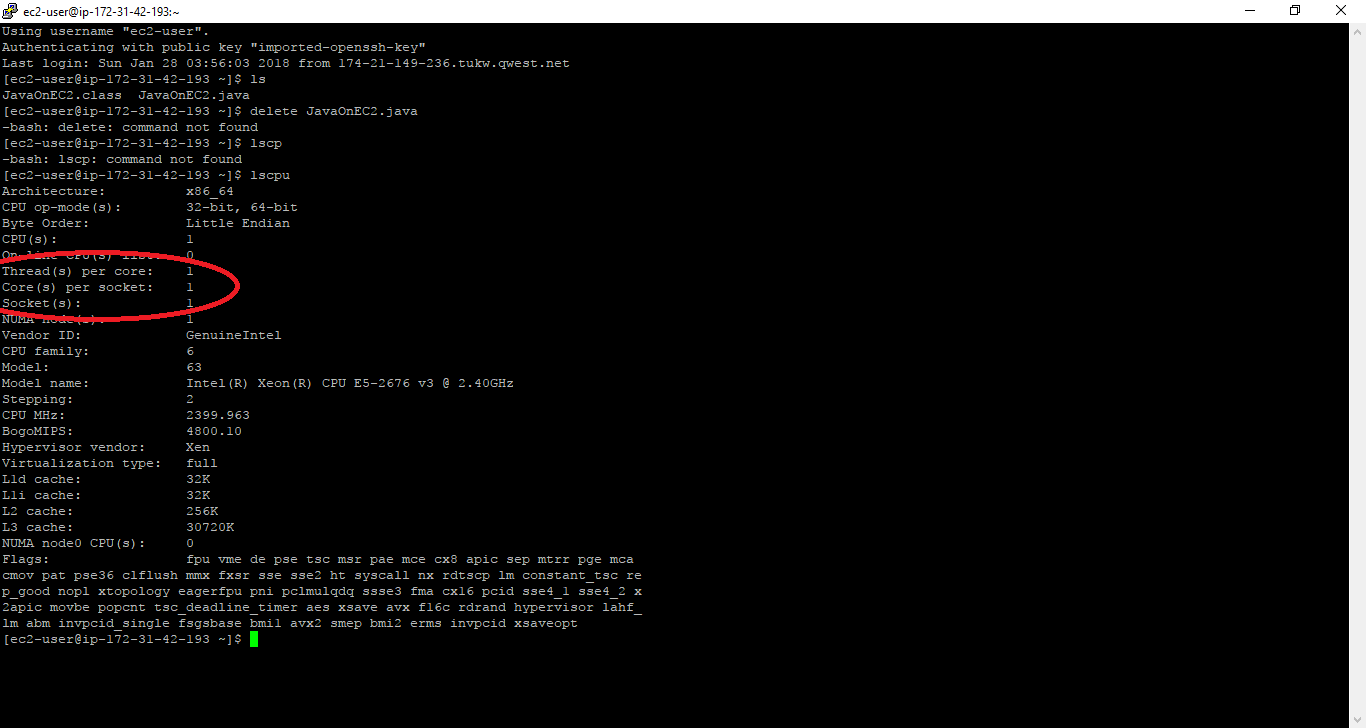 ec2-user@ip-172-31-42-193:~
Using username "ec2-user".
Authenticating with public key "imported-openssh-key"
Last login: Sun Jan 28 03:56:03 2018 from 174-21-149-236.tukw.qwest.net
[ec2-user@ip-172-31-42-193 ~]$ ls
JavaOnEC2.class  JavaOnEC2.java
[ec2-user@ip-172-31-42-193 ~]$ delete JavaOnEC2.java
-bash: delete: command not found
[ec2-user@ip-172-31-42-193 ~]$ lscp
-bash: lscp: command not found
[ec2-user@ip-172-31-42-193 ~]$ lscpu
Architecture:          x86_64
CPU op-mode(s):        32-bit, 64-bit
Byte Order:            Little Endian
CPU(s):                1
On-line CPU(s) list:   0
Thread(s) per core:    1
Core(s) per socket:    1
Socket(s):             1
NUMA node(s):          1
Vendor ID:             GenuineIntel
CPU family:            6
Model:                 63
Model name:            Intel(R) Xeon(R) CPU E5-2676 v3 @ 2.40GHz
Stepping:              2
CPU MHz:               2399.963
BogoMIPS:              4800.10
Hypervisor vendor:     Xen
Virtualization type:   full
L1d cache:             32K
L1i cache:             32K
L2 cache:              256K
L3 cache:              30720K
NUMA node0 CPU(s):     0
Flags:                 fpu vme de pse tsc msr pae mce cx8 apic sep mtrr pge mca
cmov pat pse36 clflush mmx fxsr sse sse2 ht syscall nx rdtscp lm constant_tsc re
p_good nopl xtopology eagerfpu pni pclmulqdq ssse3 fma cx16 pcid sse4_1 sse4_2 x
2apic movbe popcnt tsc_deadline_timer aes xsave avx f16c rdrand hypervisor lahf_
lm abm invpcid_single fsgsbase bmi1 avx2 smep bmi2 erms invpcid xsaveopt
[ec2-user@ip-172-31-42-193 ~]$